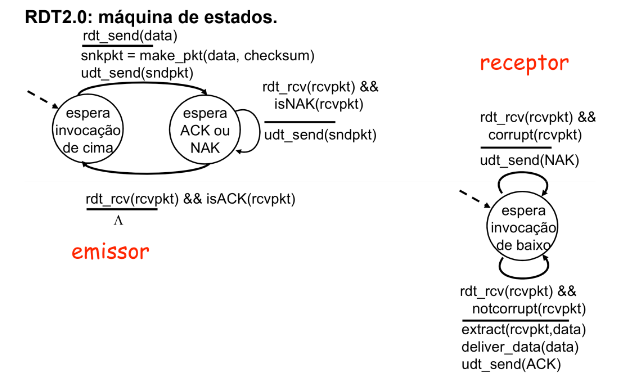 RDT2.0: máquina de estados.
rdt_send(data)
snkpkt = make_pkt(data, checksum)
udt_send(sndpkt)
espera
invocação
de cima
espera
ACK ou
NAK
rdt_rcv(rcvpkt) &&
isNAK(rcvpkt)
udt_send(sndpkt)
rdt_rcv(rcvpkt) && isACK(rcvpkt)
Λ
emissor
receptor
rdt_rcv(rcvpkt) &&
corrupt(rcvpkt)
udt_send(NAK)
espera
invocação
de baixo
rdt_rcv(rcvpkt) &&
notcorrupt(rcvpkt)
extract(rcvpkt,data)
deliver_data(data)
udt_send(ACK)